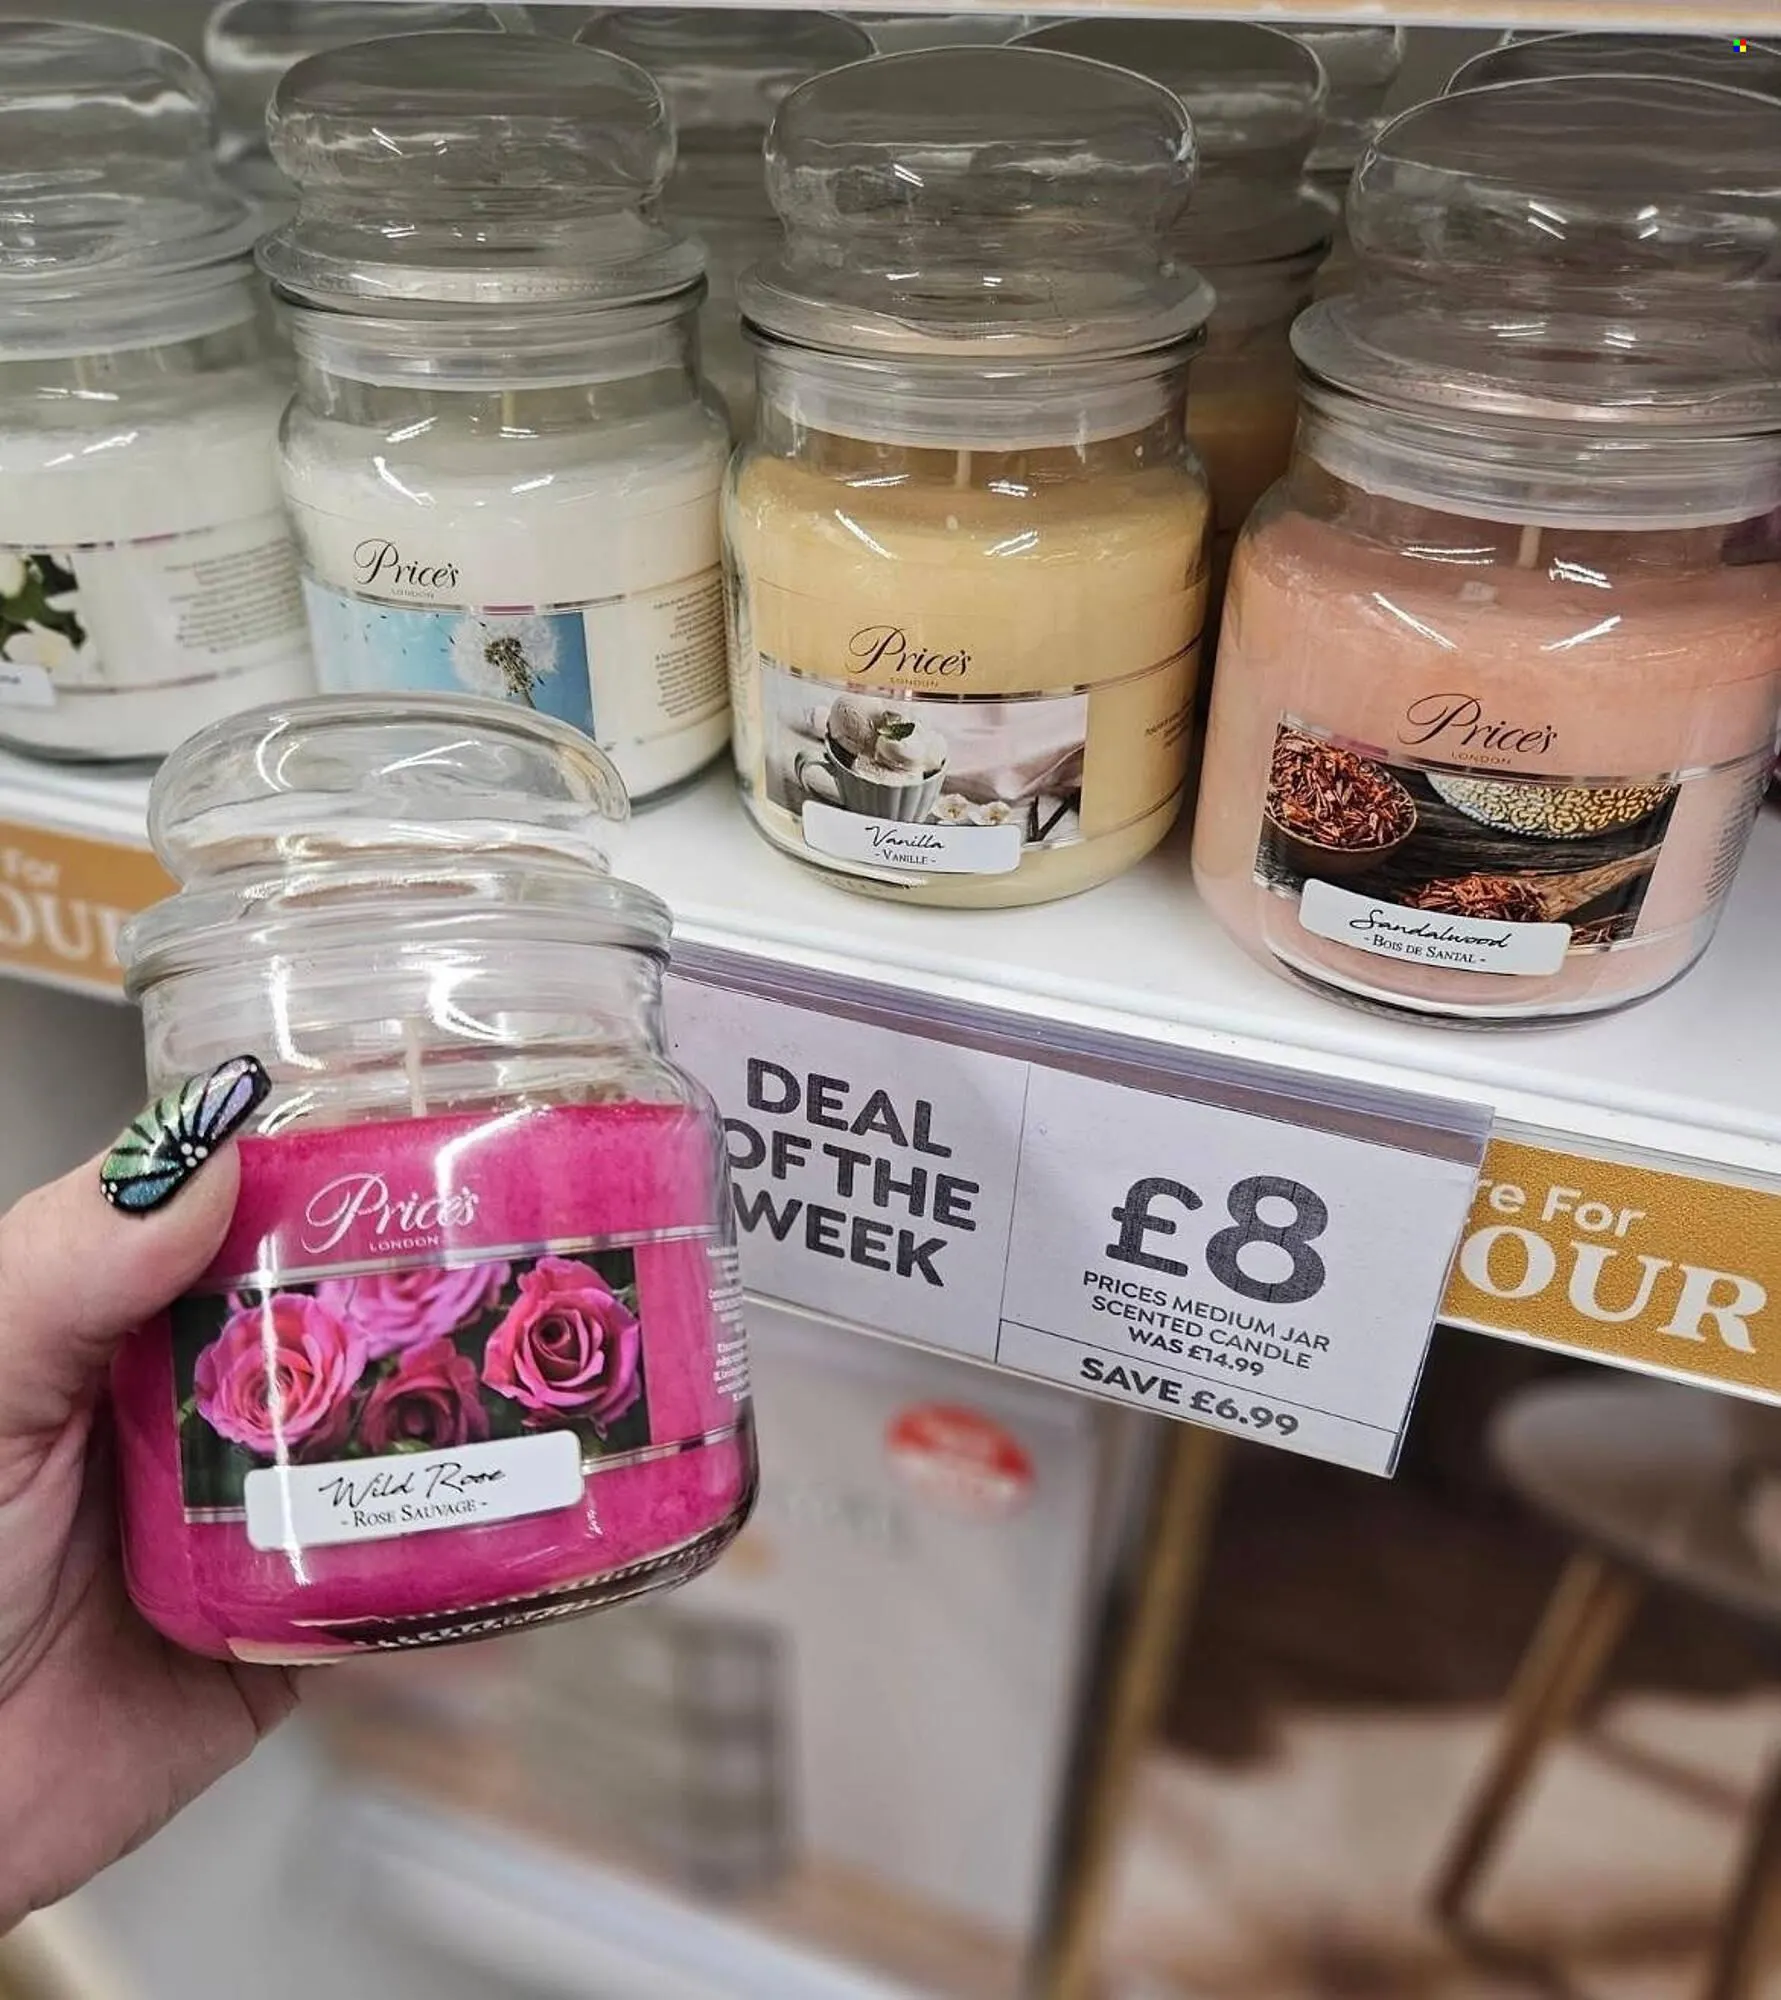 Price's
LONDON
Price's
LONDON
Vanilla
- VANILLE -
Price's
LONDON
Sandalwood
- BOIS DE SANTAL -
For
OUR
Price's
LONDON
Wild Rose
- ROSE SAUVAGE -
DEAL
OF THE
WEEK
£8
PRICES MEDIUM JAR
SCENTED CANDLE
WAS £14.99
SAVE £6.99
re For
OUR